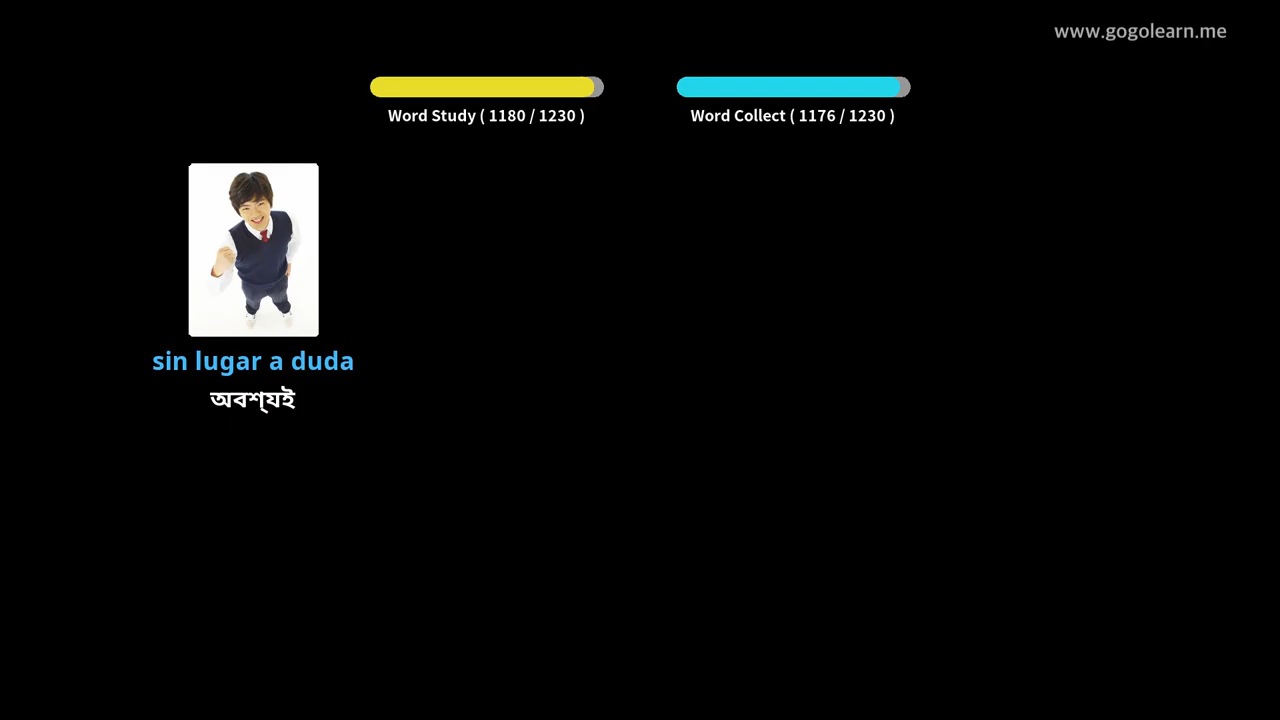 www.gogolearn.me
Word Study ( 1180 / 1230 )
Word Collect ( 1176 / 1230 )
sin lugar a duda
অবশ্যই